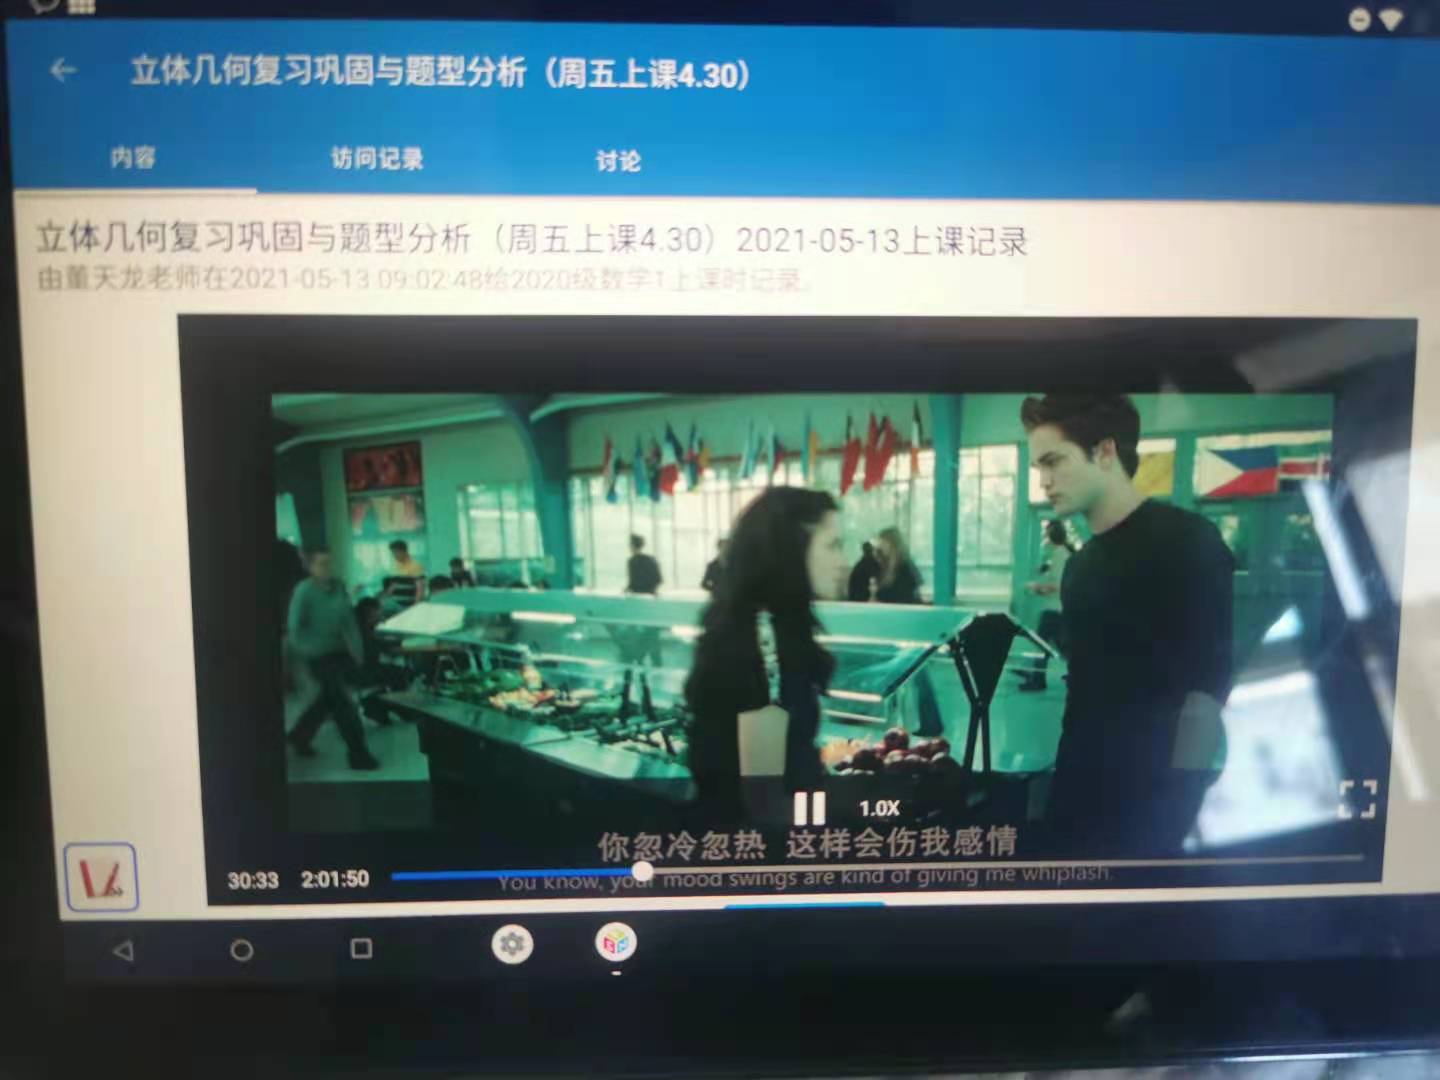 立体几何复习巩固与题型分析（周五上课4.30）
内容 访问记录 讨论
立体几何复习巩固与题型分析（周五上课4.30）2021-05-13上课记录
由董天龙老师在2021-05-13 09:02:48给2020级数学1上课时记录。
1.0X
你忽冷忽热 这样会伤我感情
30:33 2:01:50
You know, your mood swings are kind of giving me whiplash.